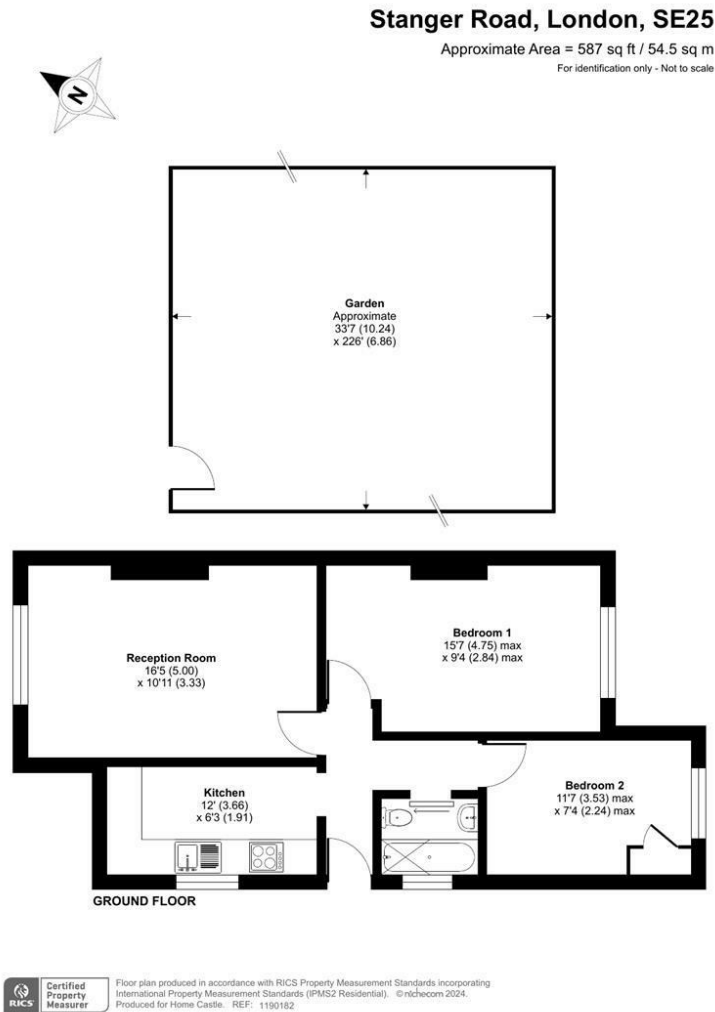 Stanger Road, London, SE25
Approximate Area = 587 sq ft / 54.5 sq m
For identification only - Not to scale
N
Garden
Approximate
33'7 (10.24)
x 226' (6.86)
Reception Room
16'5 (5.00)
x 10'11 (3.33)
Bedroom 1
15'7 (4.75) max
x 9'4 (2.84) max
Kitchen
12' (3.66)
x 6'3 (1.91)
Bedroom 2
11'7 (3.53) max
x 7'4 (2.24) max
GROUND FLOOR
RICS
Certified
Property
Measurer
Floor plan produced in accordance with RICS Property Measurement Standards incorporating
International Property Measurement Standards (IPMS2 Residential). ©nichecom 2024.
Produced for Home Castle. REF: 1190182